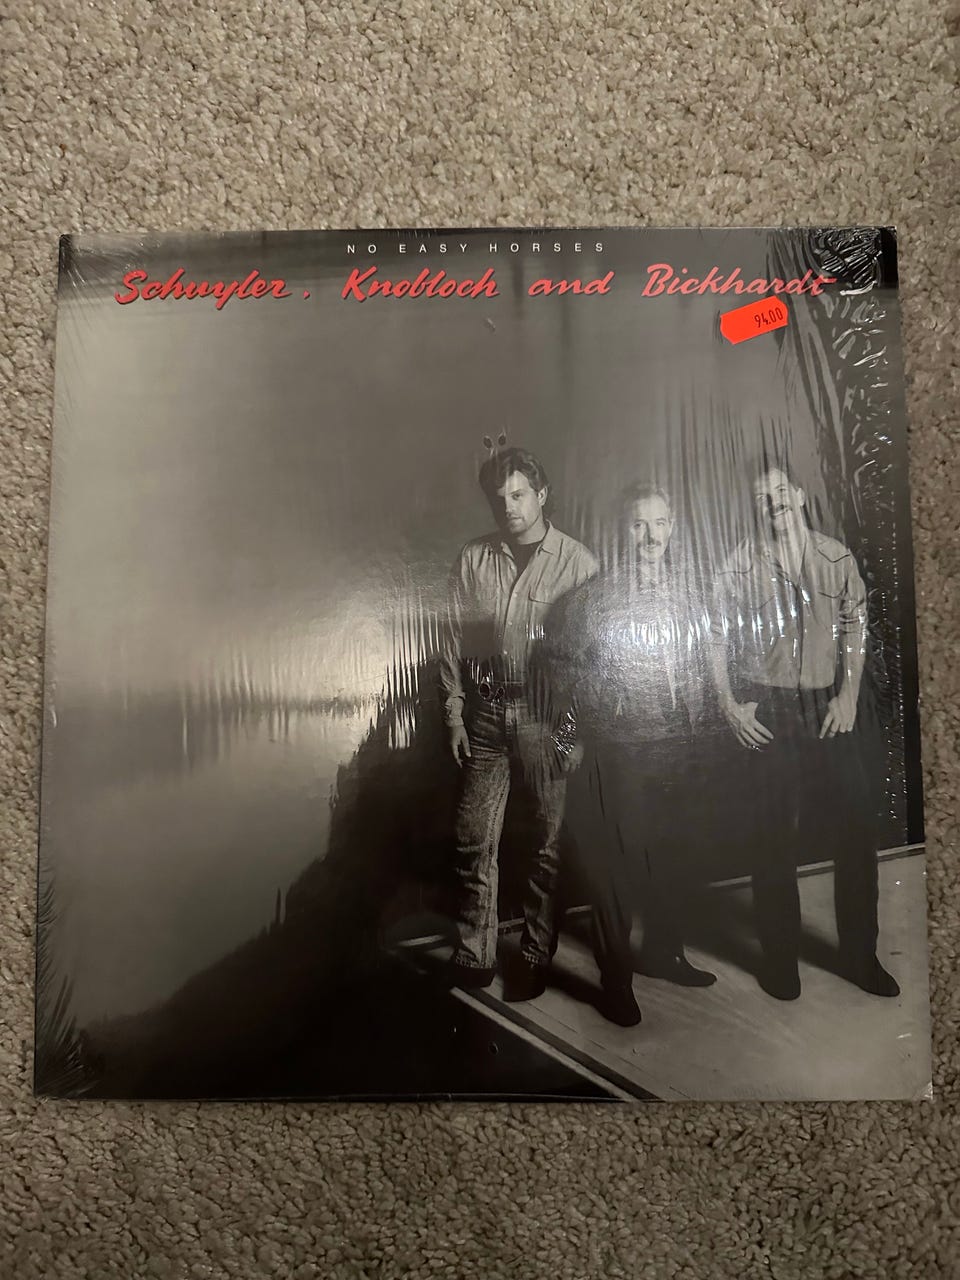 NO EASY HORSES
Schuyler, Knobloch and Bickhardt
94.00